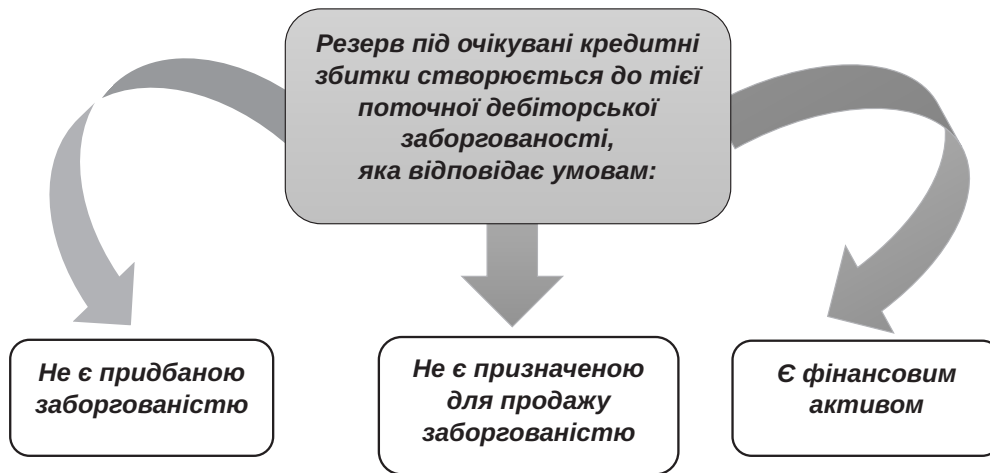 Резерв під очікувані кредитні
збитки створюється до тієї
поточної дебіторської
заборгованості,
яка відповідає умовам:
Не є придбаною
заборгованістю
Не є призначеною
для продажу
заборгованістю
Є фінансовим
активом